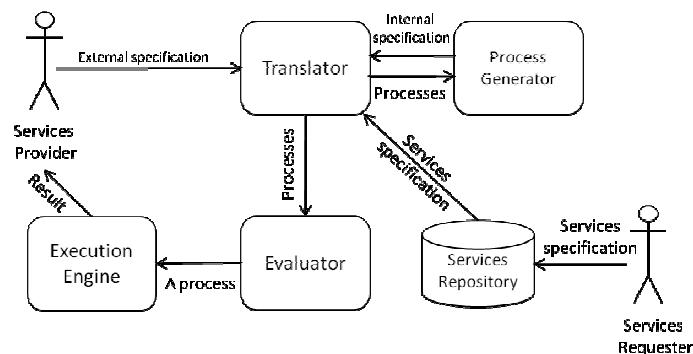 Internal
specification
External specification
Translator
Process
Generator
Processes
Services
Provider
Processes
Services
specification
Result
Execution
Engine
A process
Evaluator
Services
Repository
Services
specification
Services
Requester